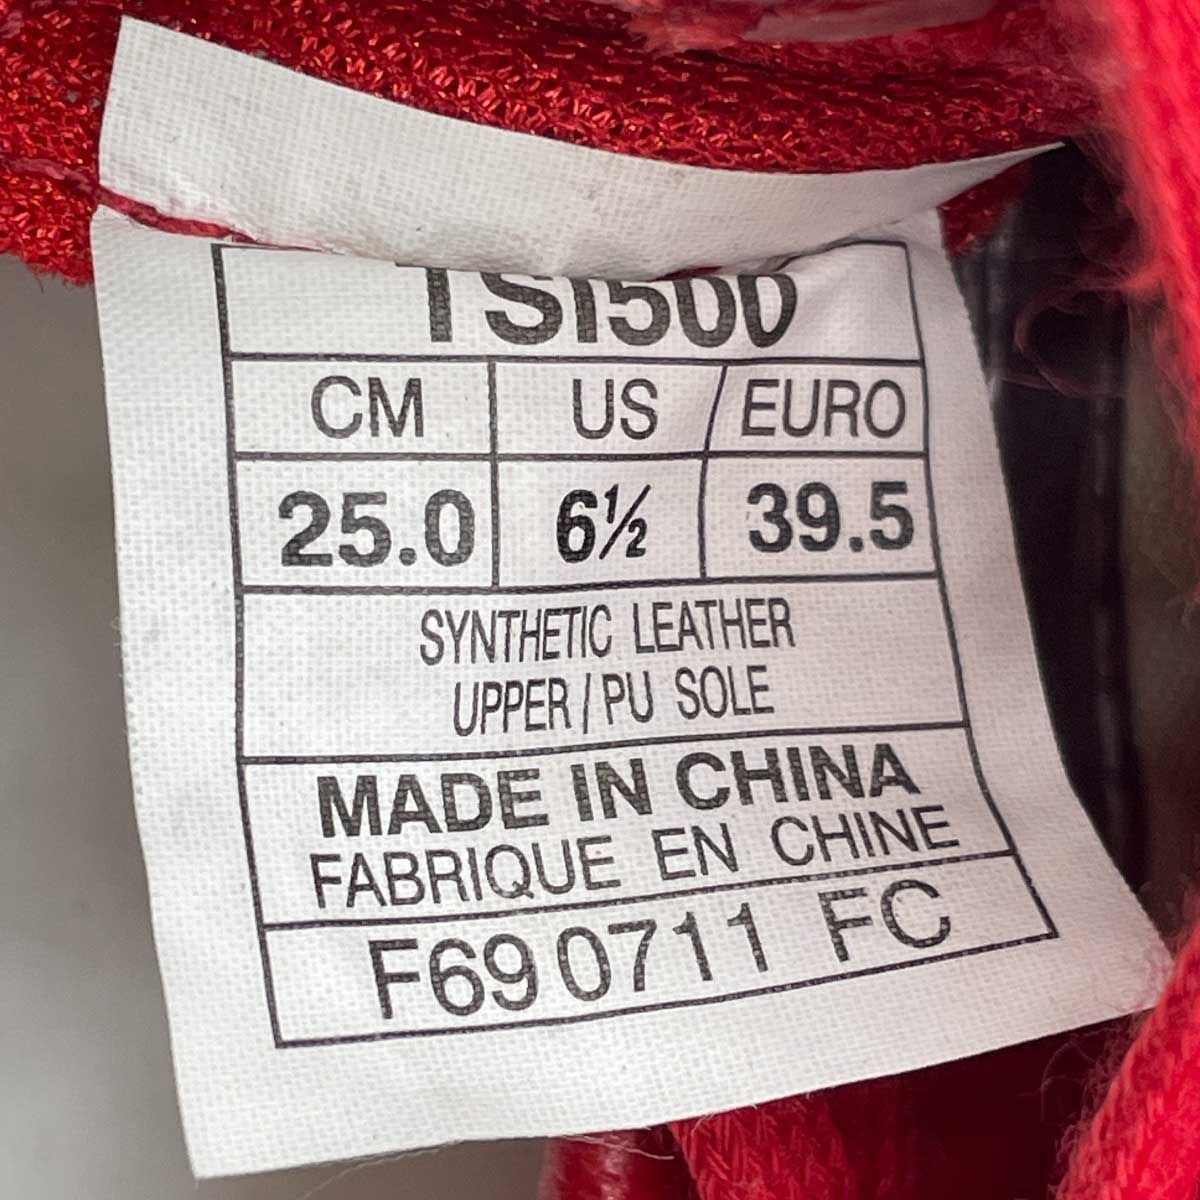 TSI500
CM US EURO
25.0 6½ 39.5
SYNTHETIC LEATHER
UPPER / PU SOLE
MADE IN CHINA
FABRIQUE EN CHINE
F69 0711 FC